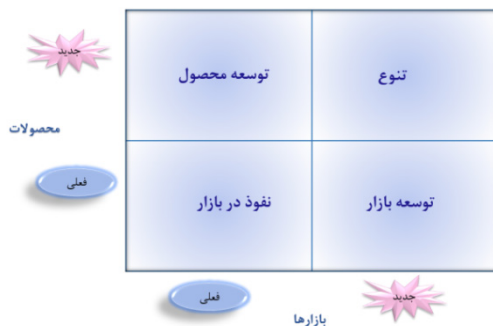 جدید
تنوع
توسعه محصول
محصولات
فعلی
توسعه بازار
نفوذ در بازار
فعلی
جدید
بازارها